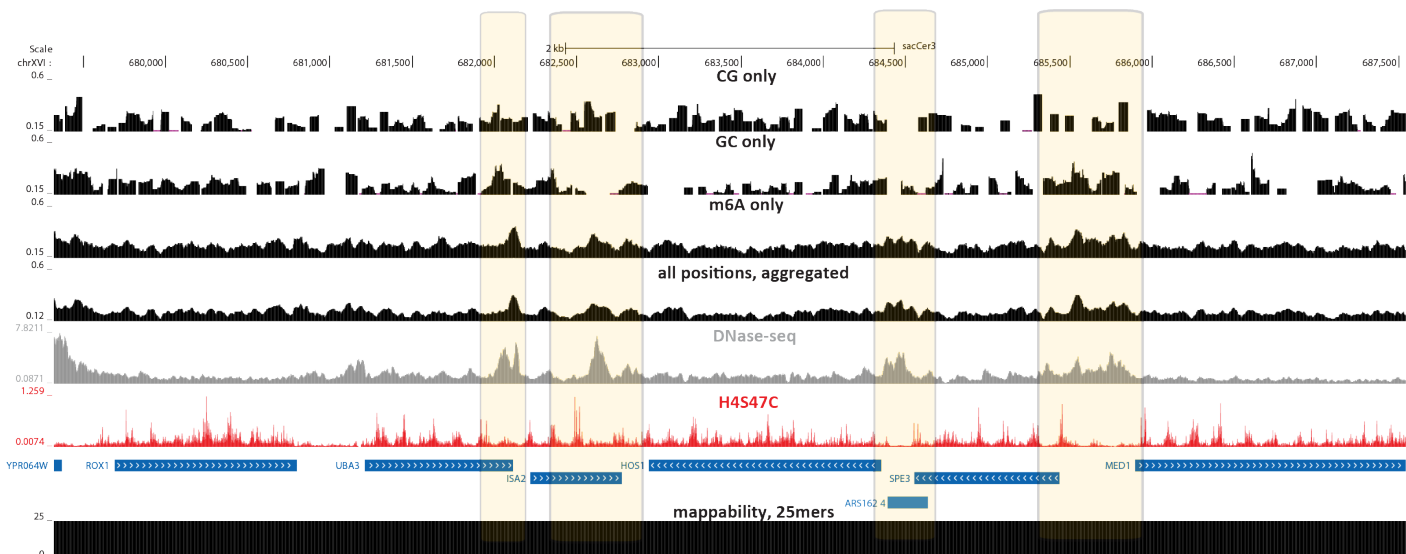 Scale 2 kb sacCer3
chrXVI : 680,000 680,500 681,000 681,500 682,000 682,500 683,000 683,500 684,000 684,500 685,000 685,500 686,000 686,500 687,000 687,500
0.6 _ CG only
0.15 _
0.6 _ GC only
0.15 _
0.6 _ m6A only
0.15 _
0.6 _ all positions, aggregated
0.12 _
7.8211 _ DNase-seq
0.0871 _
1.259 _ H4S47C
0.0074 _
YPR064W ROX1 UBA3 HOS1 MED1
ISA2 SPE3
ARS162 4
mappability, 25mers
25 _
0 _